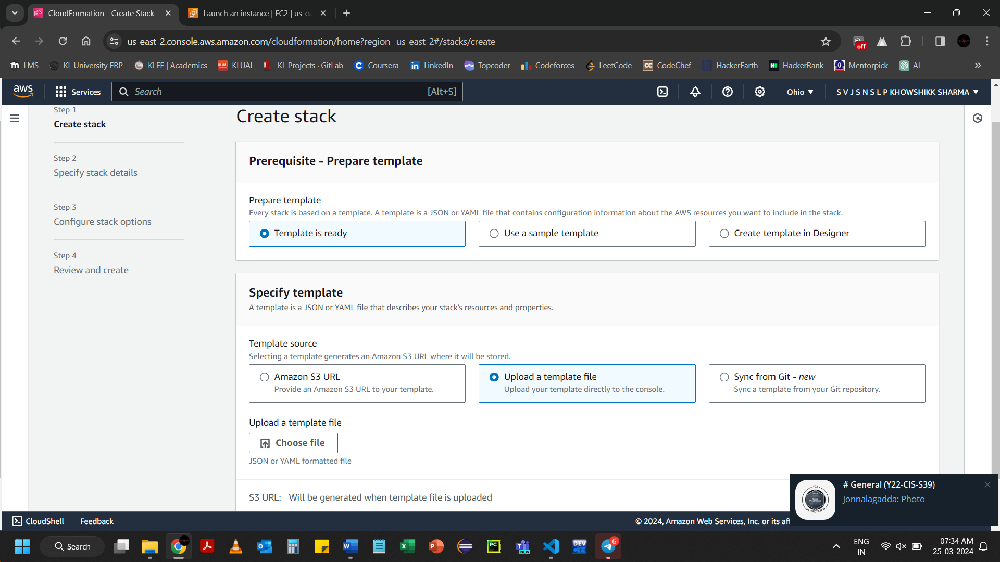 CloudFormation - Create Stack
Launch an instance | EC2 | us-ea
us-east-2.console.aws.amazon.com/cloudformation/home?region=us-east-2#/stacks/create
off
LMS
KL University ERP
KLEF | Academics
KLUAI
KLUAI
KL Projects · GitLab
Coursera
LinkedIn
Topcoder
Codeforces
LeetCode
CodeChef
HackerEarth
HackerRank
Mentorpick
AI
aws
Services
Search
[Alt+S]
Ohio
S V J S N S L P KHOWSHIKK SHARMA
Step 1
Create stack
Step 2
Specify stack details
Step 3
Configure stack options
Step 4
Review and create
Create stack
Prerequisite - Prepare template
Prepare template
Every stack is based on a template. A template is a JSON or YAML file that contains configuration information about the AWS resources you want to include in the stack.
Template is ready
Use a sample template
Create template in Designer
Specify template
A template is a JSON or YAML file that describes your stack's resources and properties.
Template source
Selecting a template generates an Amazon S3 URL where it will be stored.
Amazon S3 URL
Provide an Amazon S3 URL to your template.
Upload a template file
Upload your template directly to the console.
Sync from Git - new
Sync a template from your Git repository.
Upload a template file
Choose file
JSON or YAML formatted file
S3 URL: Will be generated when template file is uploaded
# General (Y22-CIS-S39)
Jonnalagadda: Photo
CloudShell
Feedback
© 2024, Amazon Web Services, Inc. or its aff
Search
NEW
DEV
PC
6
ENG
IN
07:34 AM
25-03-2024